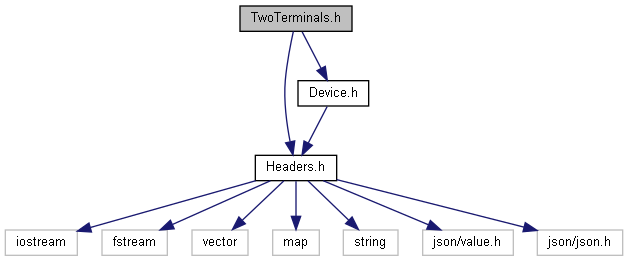 TwoTerminals.h
Device.h
Headers.h
iostream
fstream
vector
map
string
json/value.h
json/json.h